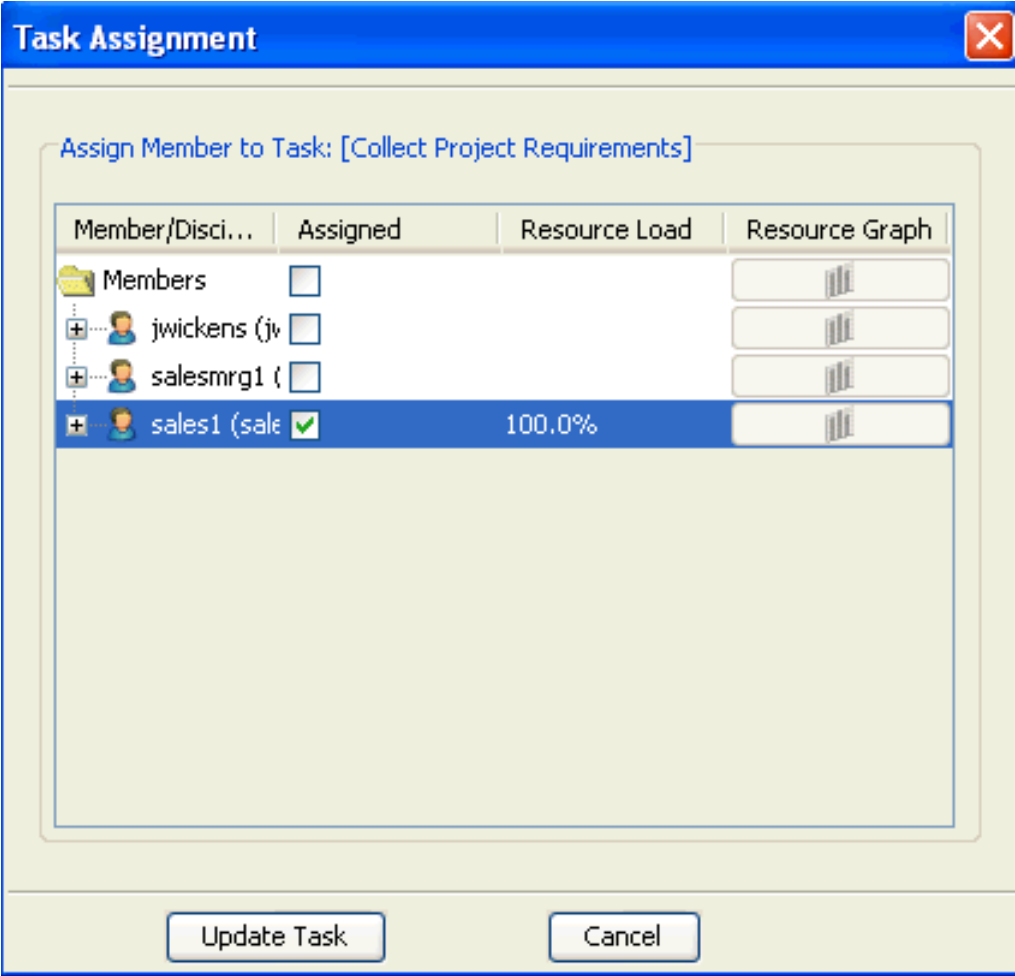 Task Assignment
Assign Member to Task: [Collect Project Requirements]
Member/Disci... Assigned Resource Load Resource Graph
Members
jwickens (jw
salesmrg1 (
sales1 (sale 100.0%
Update Task Cancel